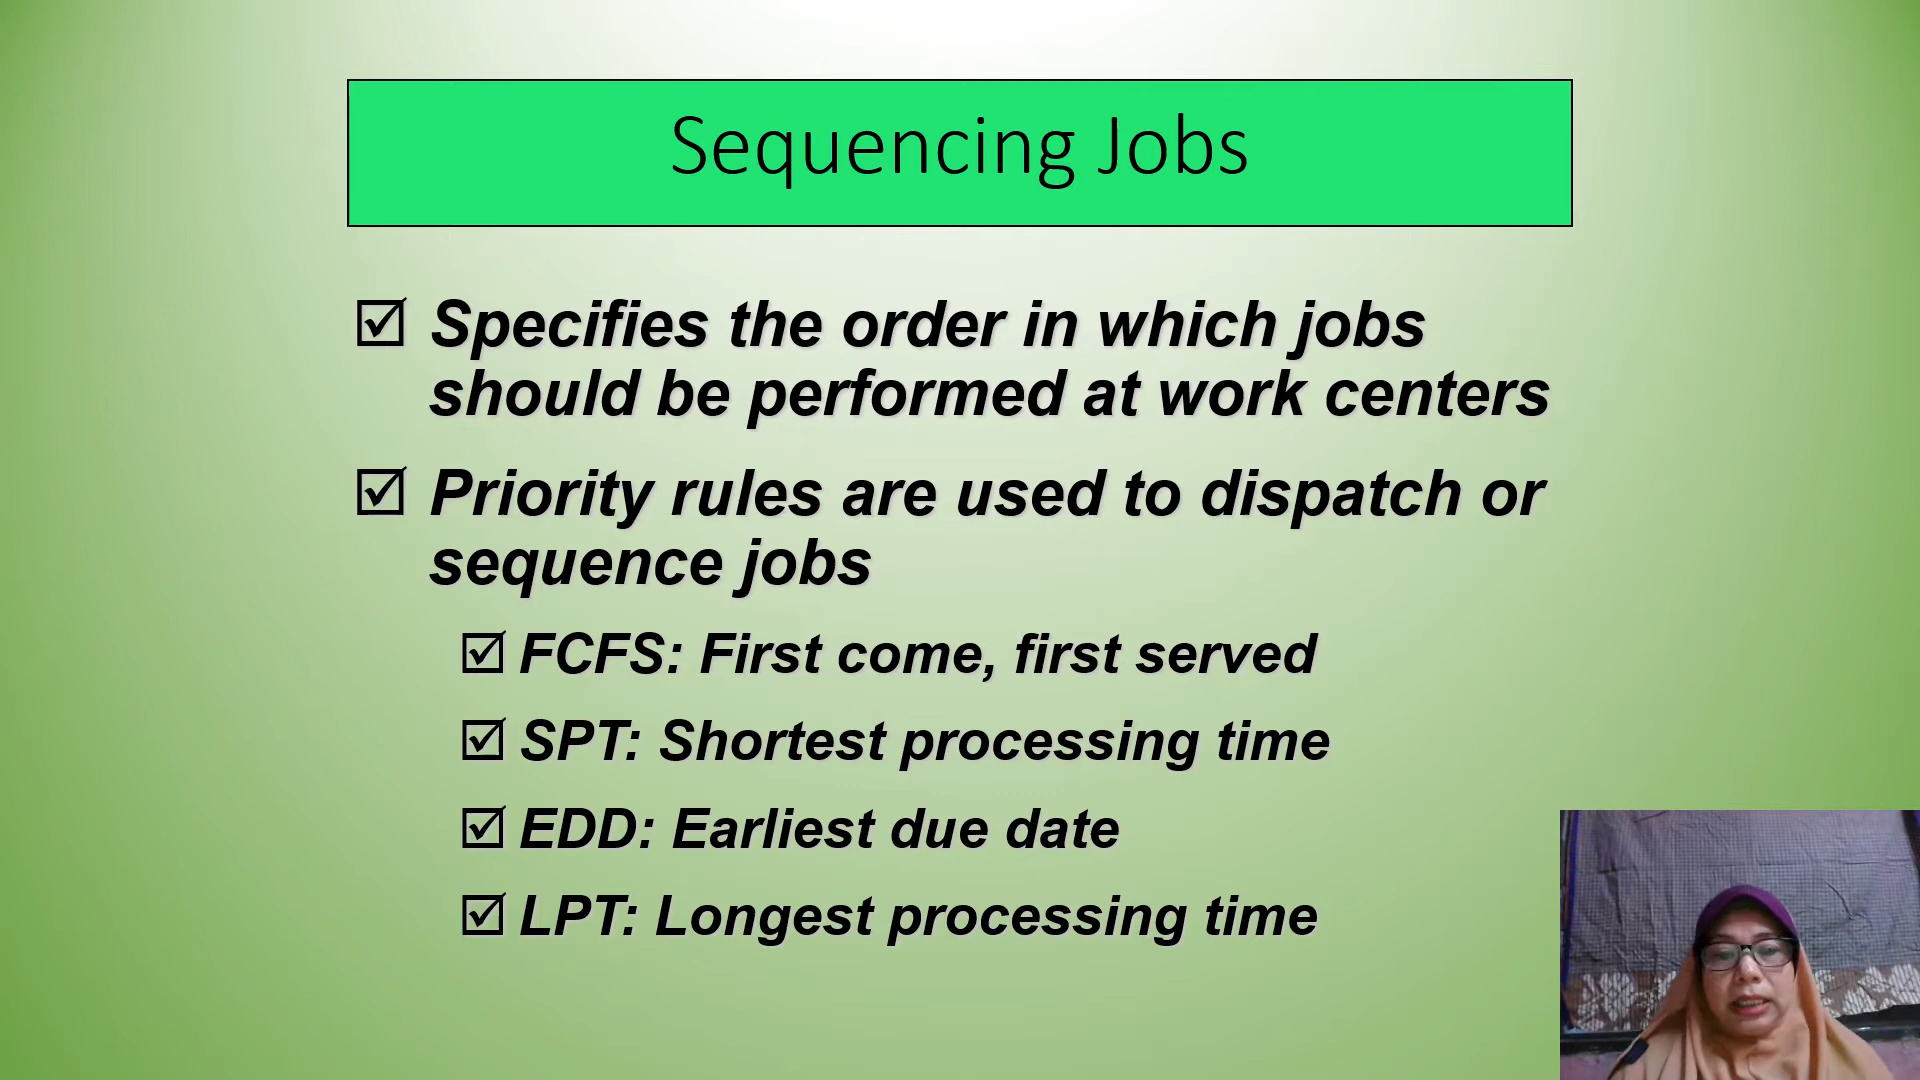 Sequencing Jobs
Specifies the order in which jobs
should be performed at work centers
Priority rules are used to dispatch or
sequence jobs
FCFS: First come, first served
SPT: Shortest processing time
EDD: Earliest due date
LPT: Longest processing time